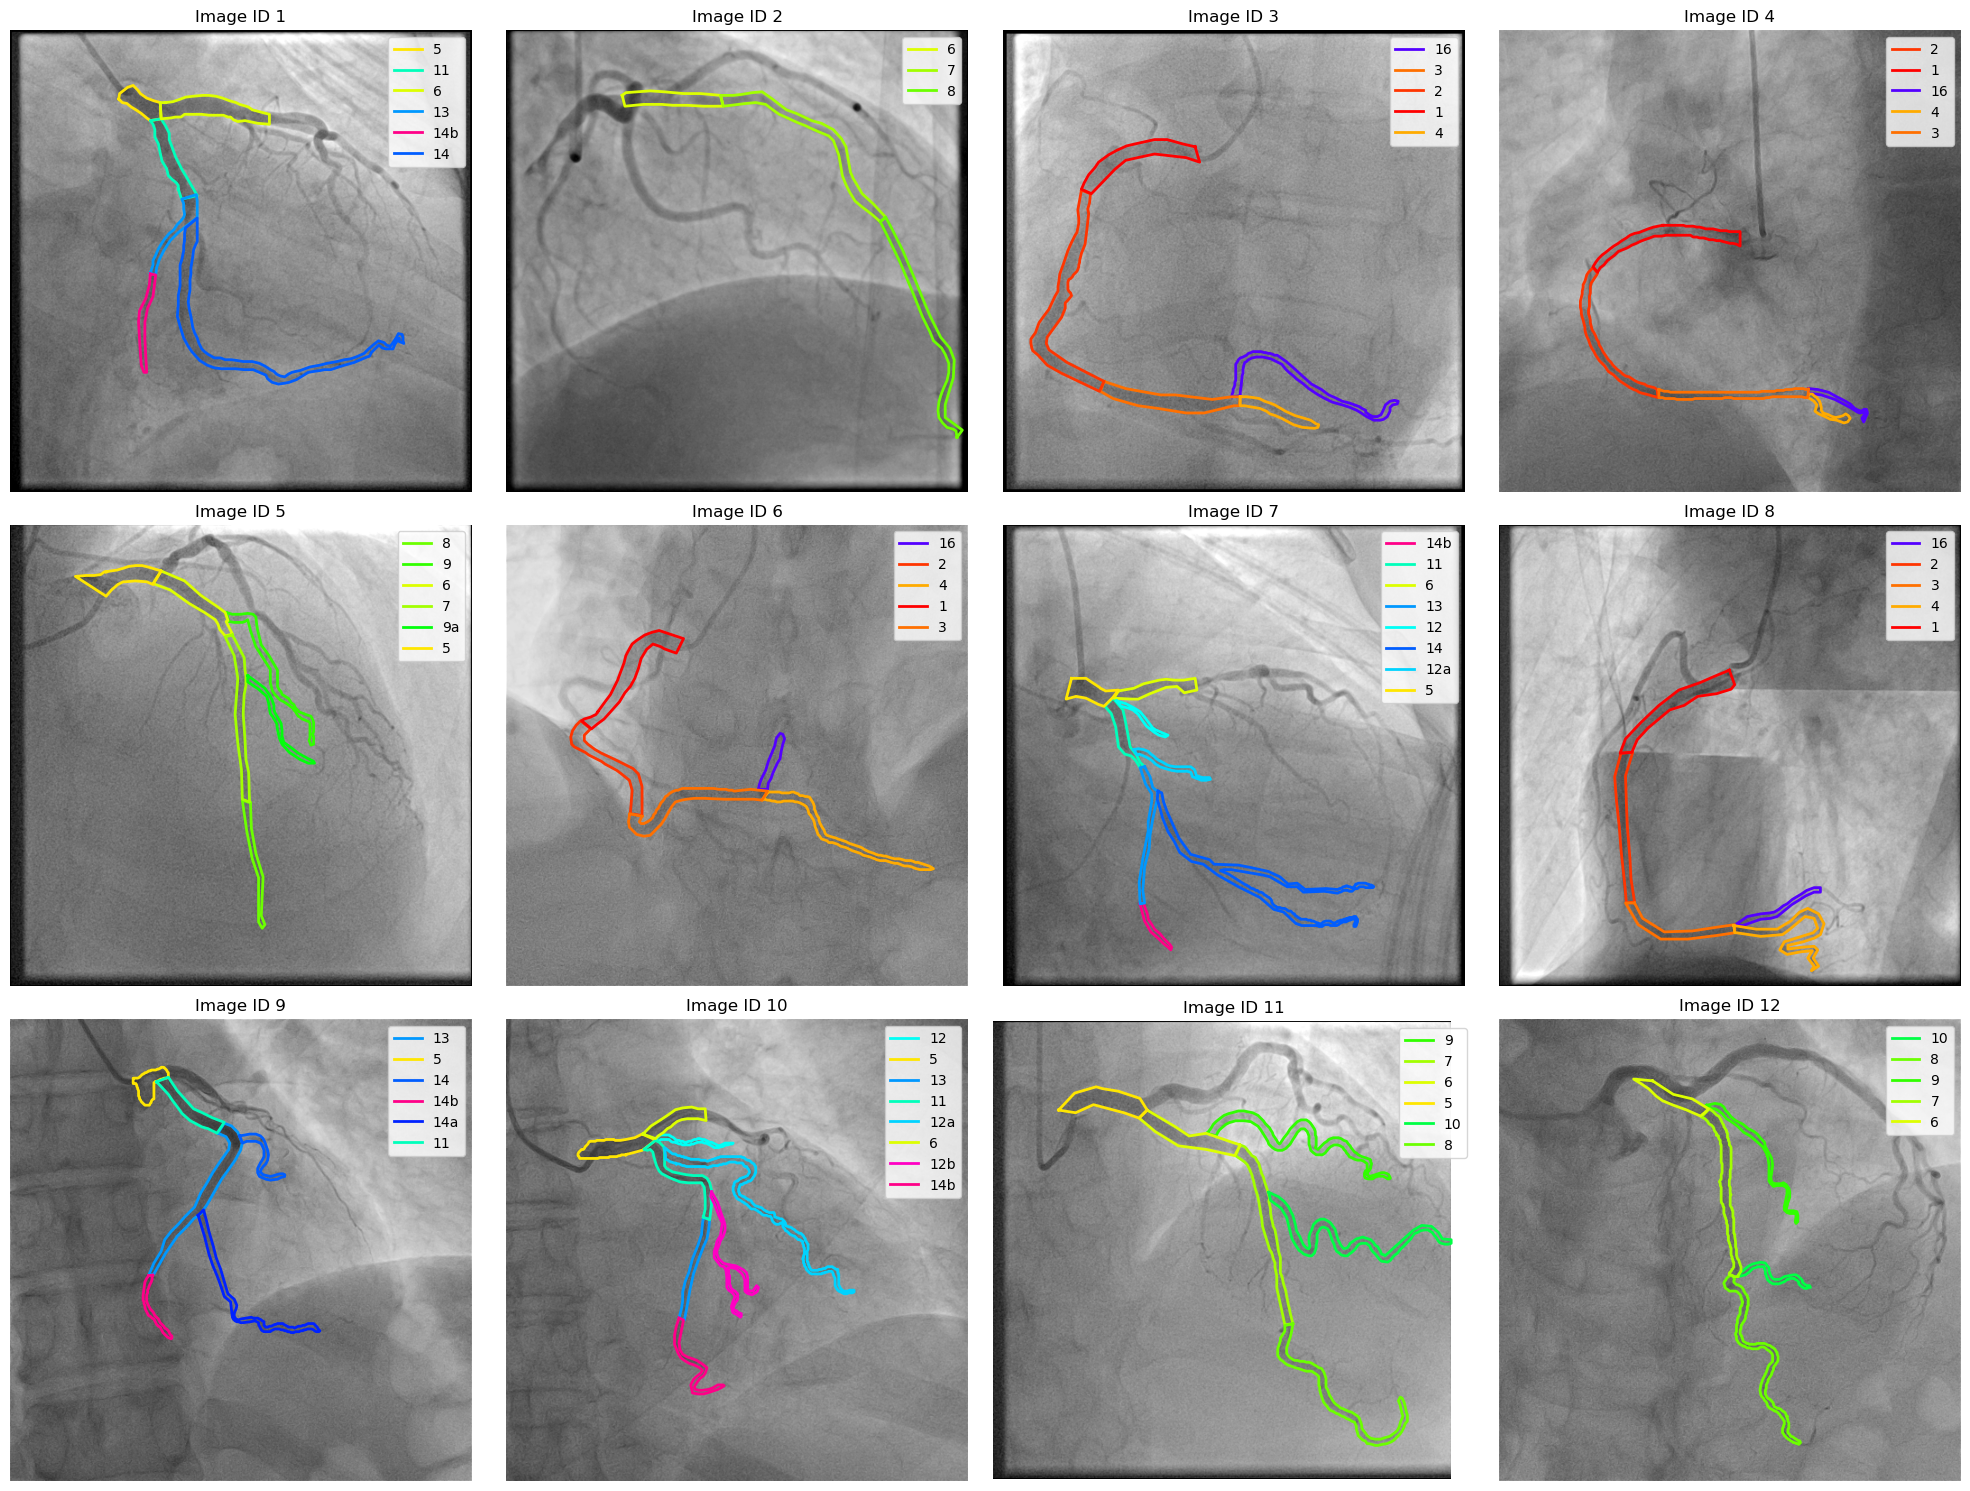 Image ID 1
5
11
6
13
14b
14
Image ID 2
6
7
8
Image ID 3
16
3
2
1
4
Image ID 4
2
1
16
4
3
Image ID 5
8
9
6
7
9a
5
Image ID 6
16
2
4
1
3
Image ID 7
14b
11
6
13
12
14
12a
5
Image ID 8
16
2
3
4
1
Image ID 9
13
5
14
14b
14a
11
Image ID 10
12
5
13
11
12a
6
12b
14b
Image ID 11
9
7
6
5
10
8
Image ID 12
10
8
9
7
6